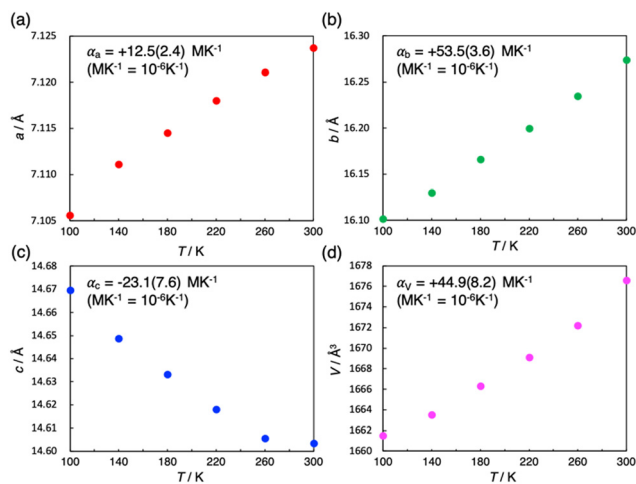 (a)
αa = +12.5(2.4) MK⁻¹
(MK⁻¹ = 10⁻⁶K⁻¹)
7.125
7.120
7.115
7.110
7.105
a / Å
100 140 180 220 260 300
T / K
(b)
αb = +53.5(3.6) MK⁻¹
(MK⁻¹ = 10⁻⁶K⁻¹)
16.30
16.25
16.20
16.15
16.10
b / Å
100 140 180 220 260 300
T / K
(c)
αc = -23.1(7.6) MK⁻¹
(MK⁻¹ = 10⁻⁶K⁻¹)
14.68
14.67
14.66
14.65
14.64
14.63
14.62
14.61
14.60
c / Å
100 140 180 220 260 300
T / K
(d)
αV = +44.9(8.2) MK⁻¹
(MK⁻¹ = 10⁻⁶K⁻¹)
1678
1676
1674
1672
1670
1668
1666
1664
1662
1660
V / Å³
100 140 180 220 260 300
T / K